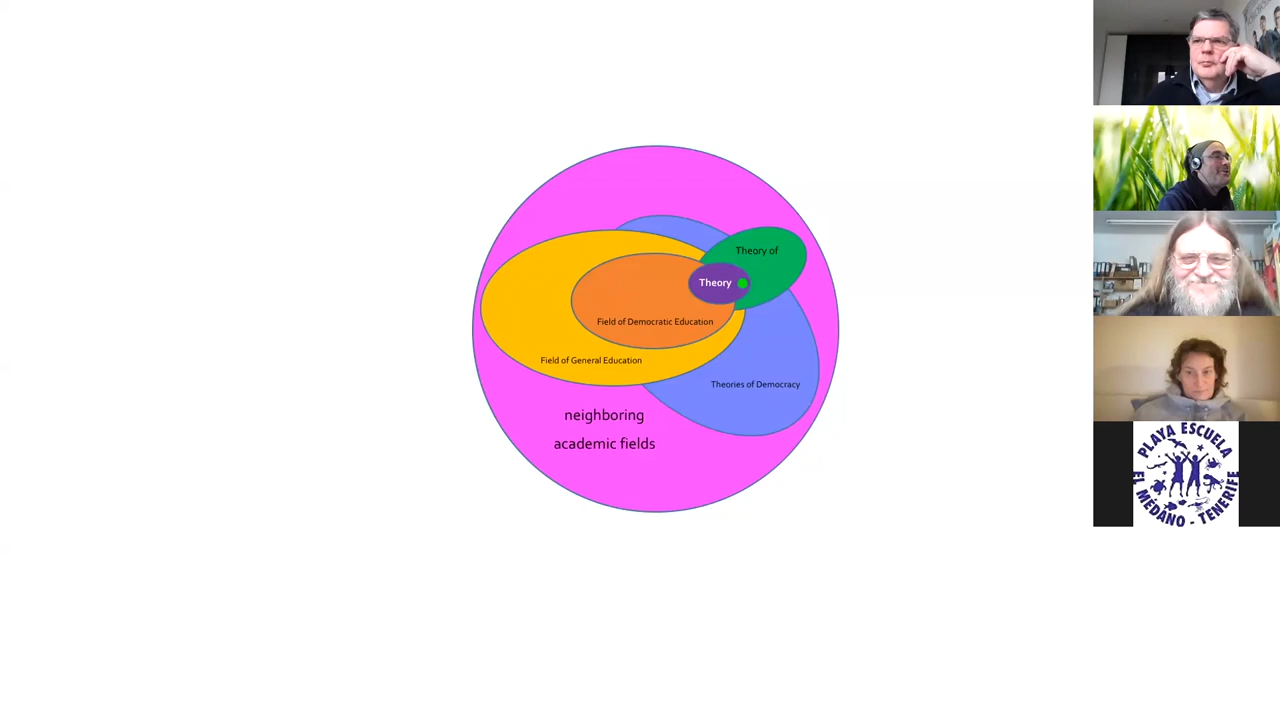 Theory of
Theory
Field of Democratic Education
Field of General Education
Theories of Democracy
neighboring
academic fields
PLAYA ESCUELA
EL MÉDANO - TENERIFE